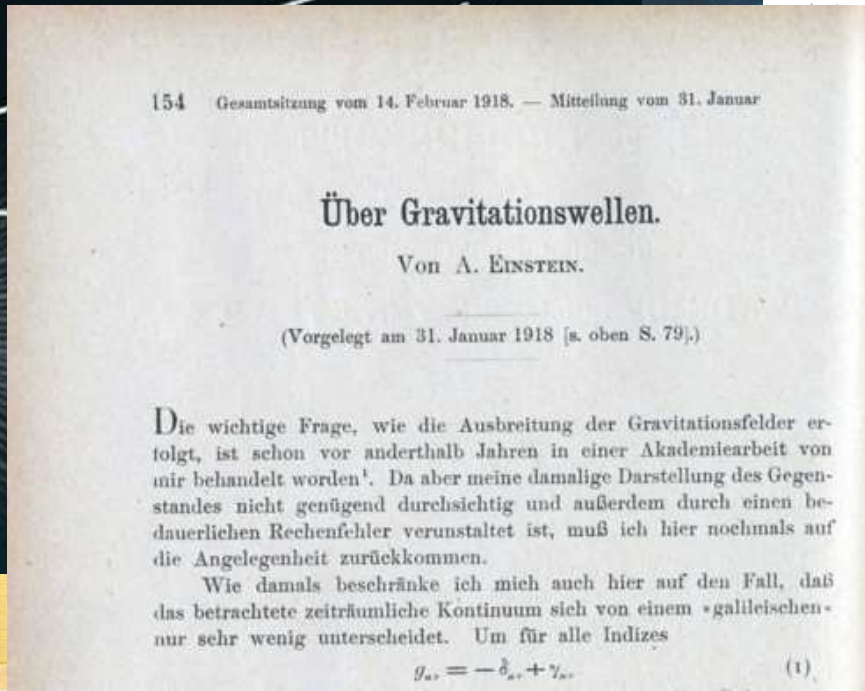 154 Gesamtsitzung vom 14. Februar 1918. — Mitteilung vom 31. Januar
Über Gravitationswellen.
Von A. Einstein.
(Vorgelegt am 31. Januar 1918 [s. oben S. 79].)
Die wichtige Frage, wie die Ausbreitung der Gravitationsfelder er-
folgt, ist schon vor anderthalb Jahren in einer Akademiearbeit von
mir behandelt worden¹. Da aber meine damalige Darstellung des Gegen-
standes nicht genügend durchsichtig und außerdem durch einen be-
dauerlichen Rechenfehler verunstaltet ist, muß ich hier nochmals auf
die Angelegenheit zurückkommen.
Wie damals beschränke ich mich auch hier auf den Fall, daß
das betrachtete zeiträumliche Kontinuum sich von einem »galileischen«
nur sehr wenig unterscheidet. Um für alle Indizes
g_μν = − δ_μν + γ_μν (1)